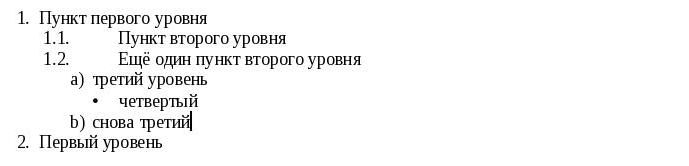 1. Пункт первого уровня
1.1. Пункт второго уровня
1.2. Ещё один пункт второго уровня
a) третий уровень
• четвертый
b) снова третий
2. Первый уровень